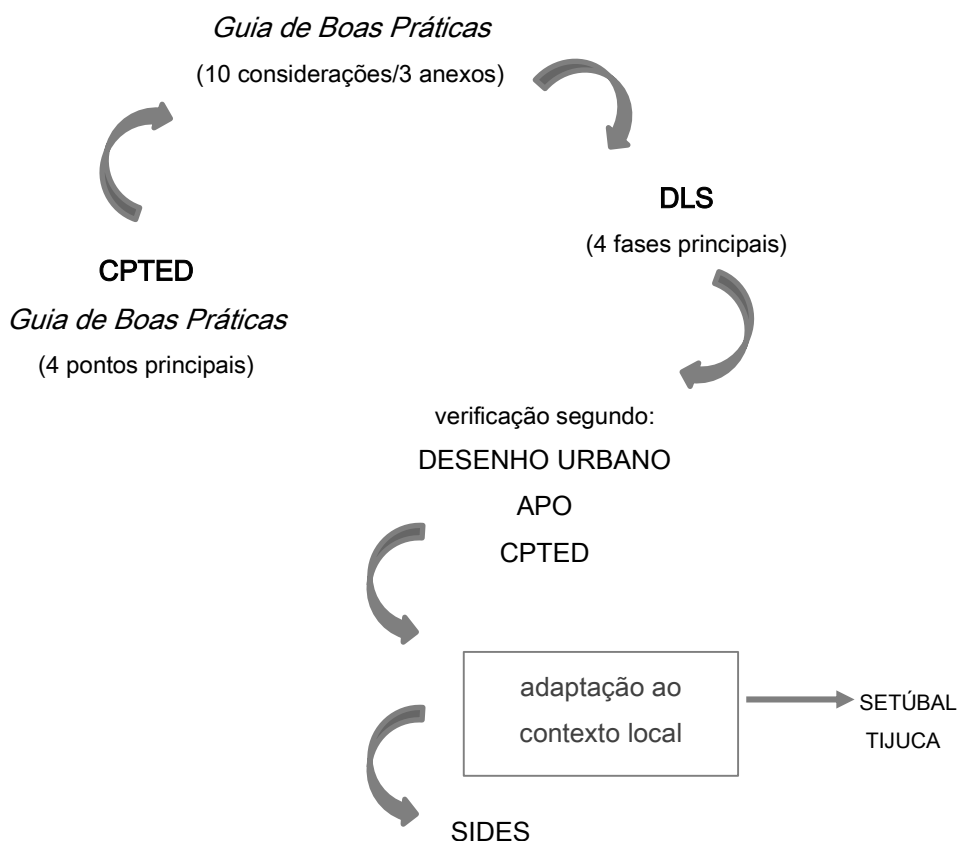 Guia de Boas Práticas
(10 considerações/3 anexos)
DLS
(4 fases principais)
CPTED
Guia de Boas Práticas
(4 pontos principais)
verificação segundo:
DESENHO URBANO
APO
CPTED
adaptação ao
contexto local
SETÚBAL
TIJUCA
SIDES